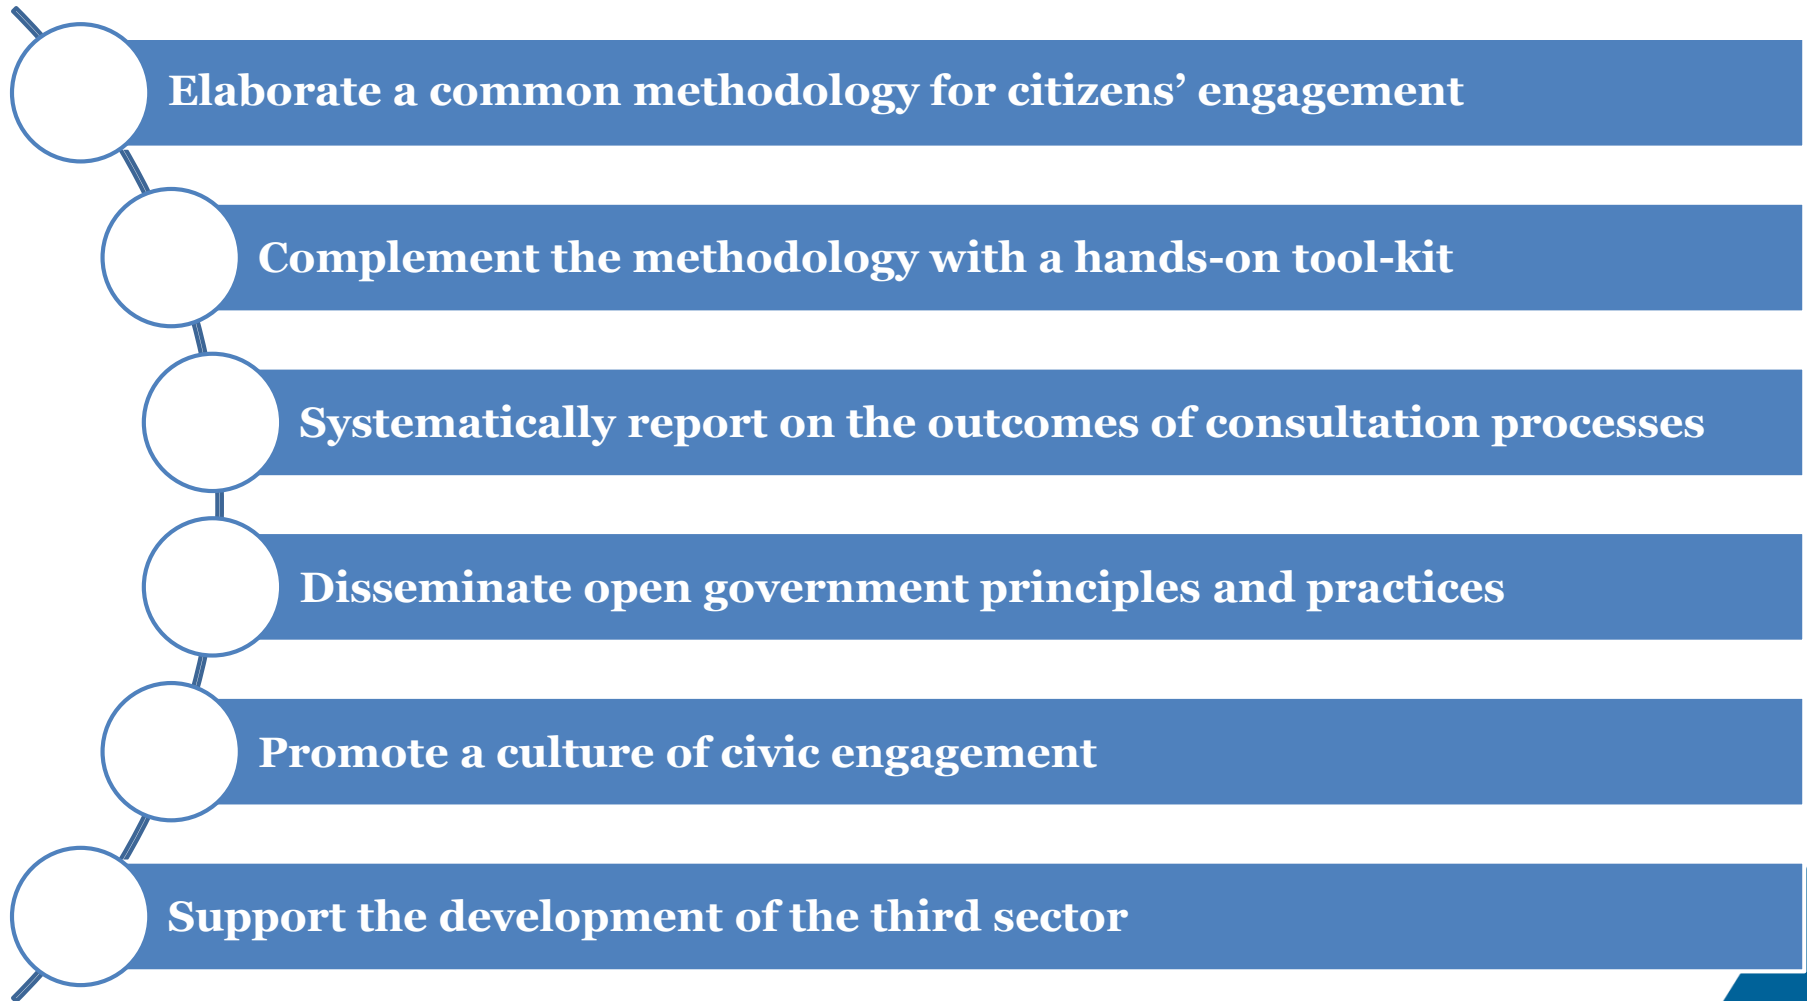 Elaborate a common methodology for citizens’ engagement
Complement the methodology with a hands-on tool-kit
Systematically report on the outcomes of consultation processes
Disseminate open government principles and practices
Promote a culture of civic engagement
Support the development of the third sector